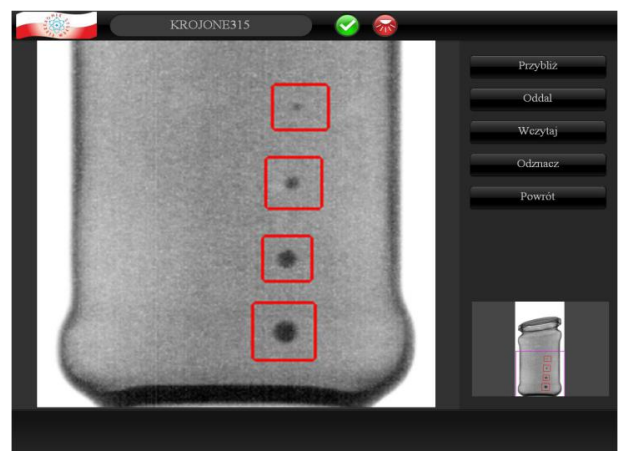 KROJONE315
Przybliż
Oddal
Wczytaj
Odznacz
Powrót